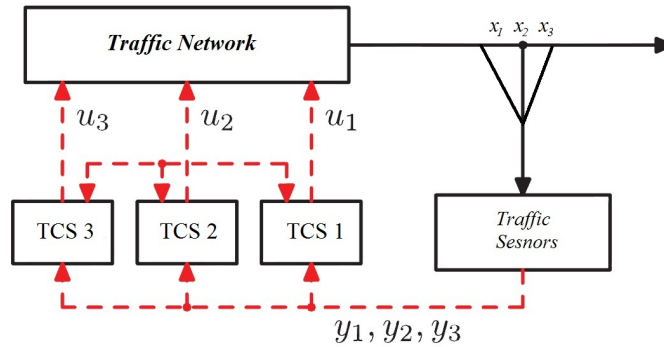 Traffic Network
x₁ x₂ x₃
u₃
u₂
u₁
TCS 3
TCS 2
TCS 1
Traffic
Sesnors
y₁, y₂, y₃